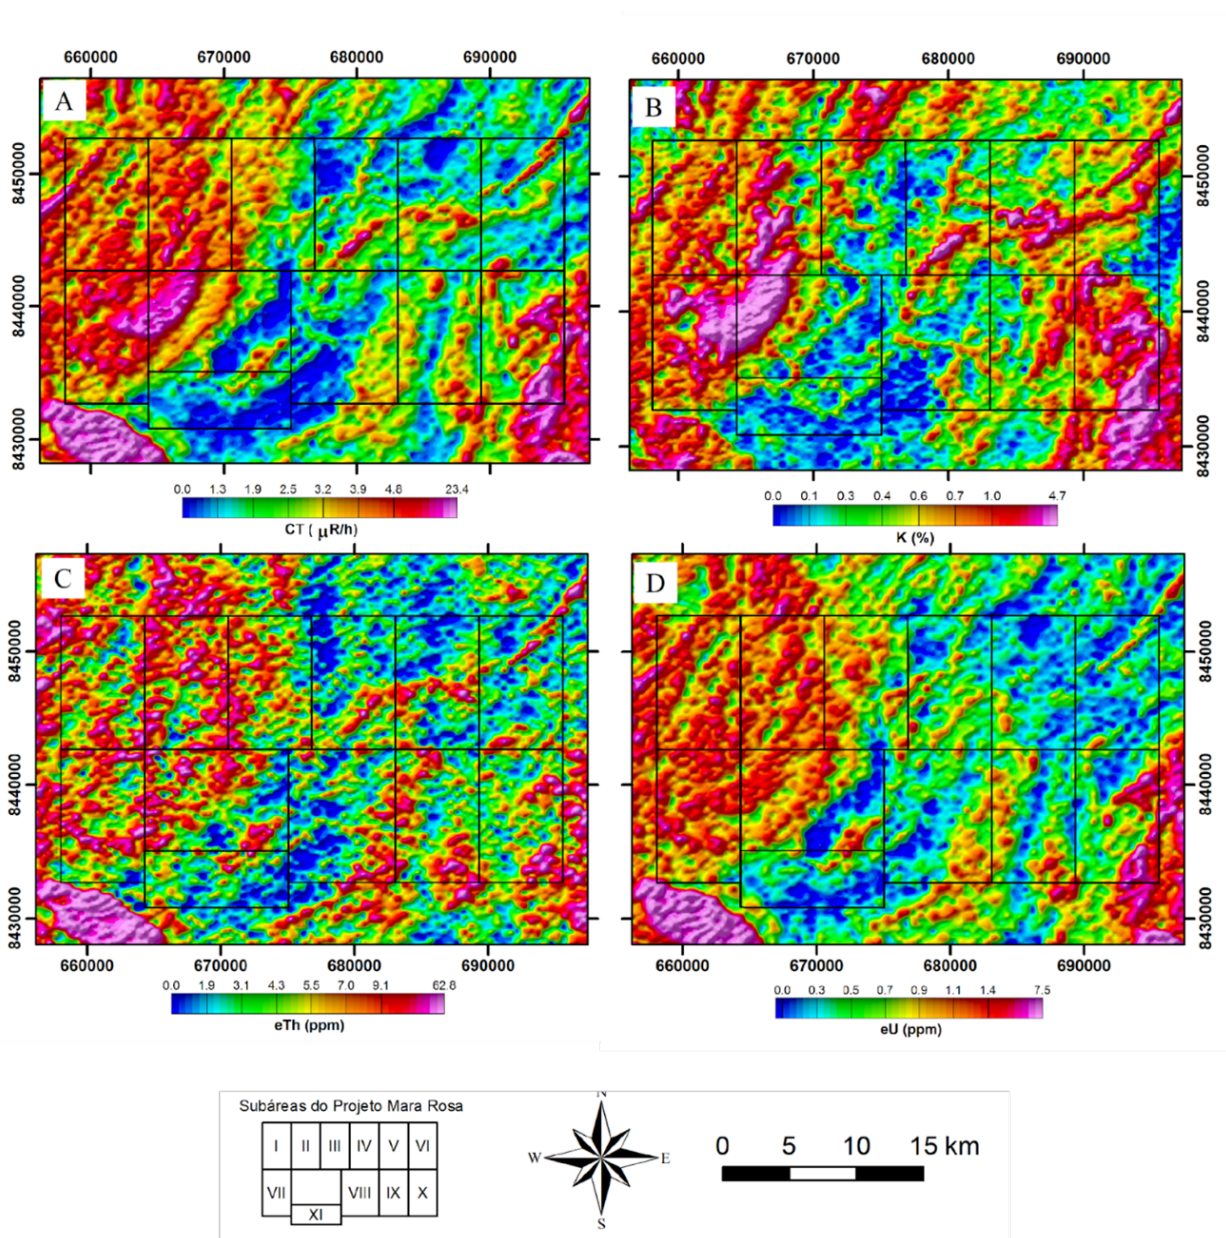 660000 670000 680000 690000
660000 670000 680000 690000
A
B
8450000
8440000
8430000
8450000
8440000
8430000
0.0 1.3 1.9 2.5 3.2 3.9 4.8 23.4
CT ( μR/h)
0.0 0.1 0.3 0.4 0.6 0.7 1.0 4.7
K (%)
C
D
8450000
8440000
8430000
8450000
8440000
8430000
660000 670000 680000 690000
660000 670000 680000 690000
0.0 1.9 3.1 4.3 5.5 7.0 9.1 62.8
eTh (ppm)
0.0 0.3 0.5 0.7 0.9 1.1 1.4 7.5
eU (ppm)
Subáreas do Projeto Mara Rosa
I II III IV V VI
VII VIII IX X
XI
N
W E
S
0 5 10 15 km